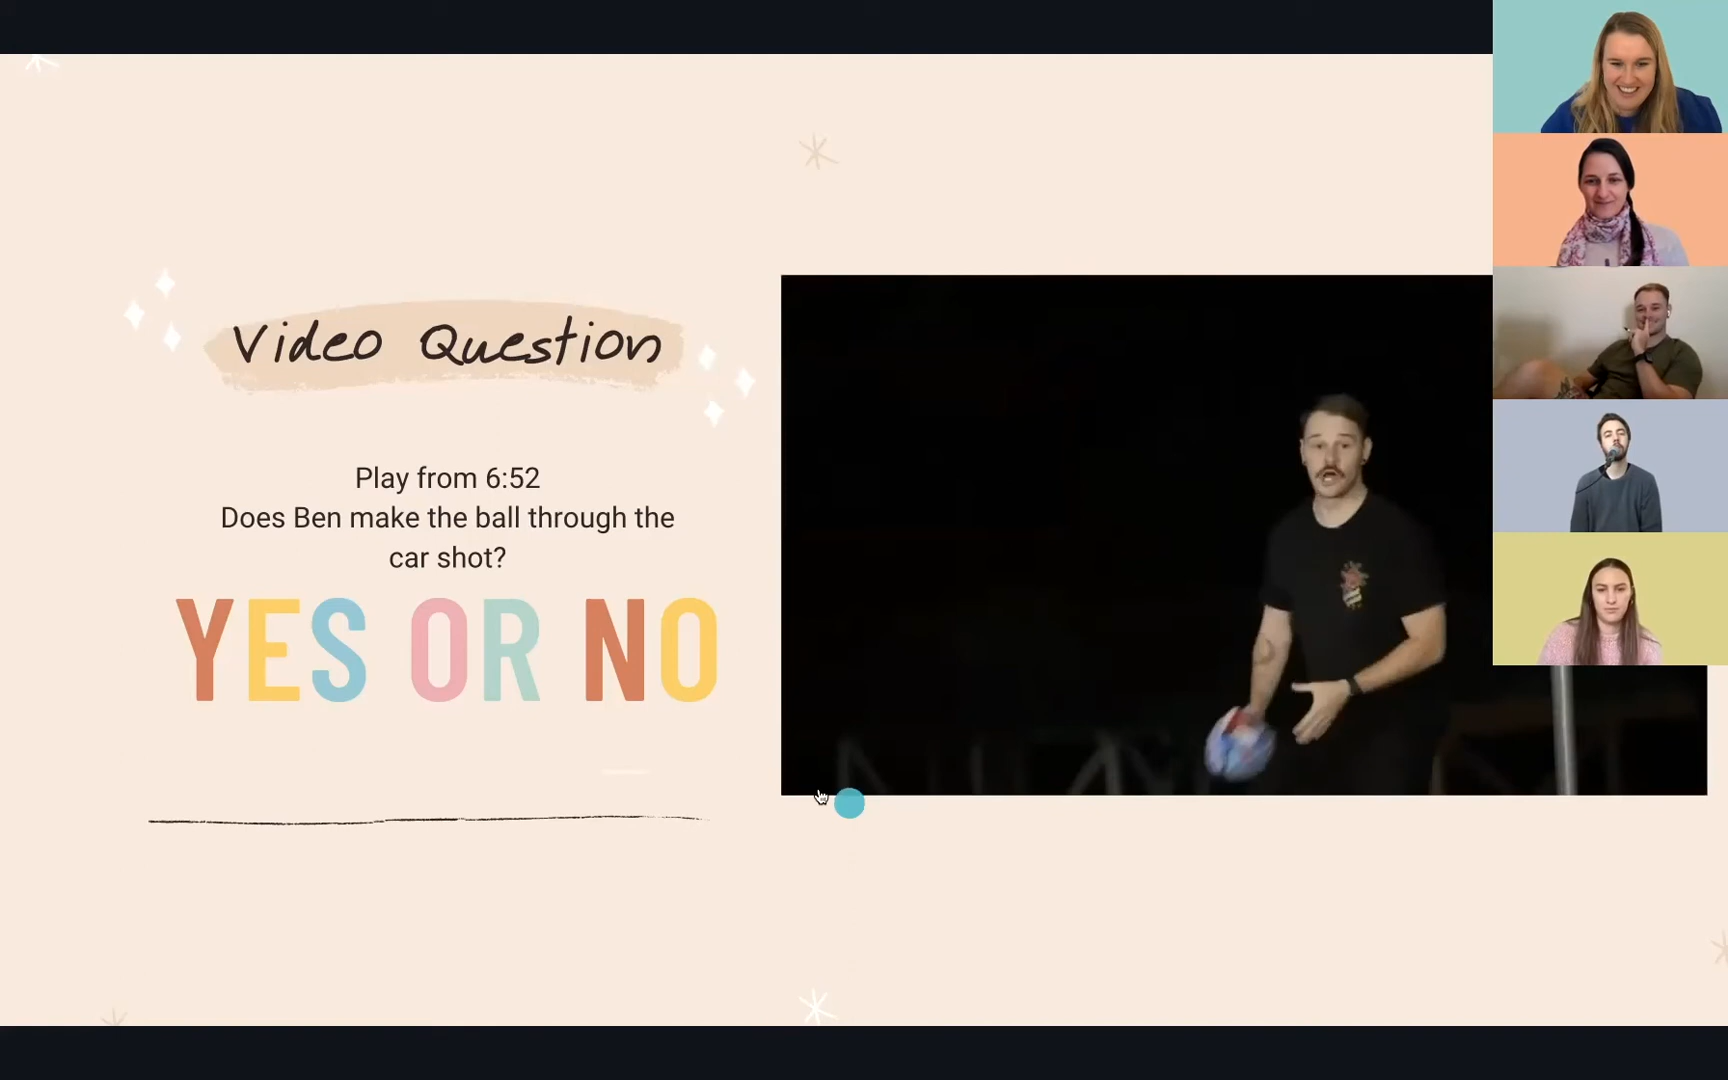 Video Question
Play from 6:52
Does Ben make the ball through the
car shot?
YES OR NO